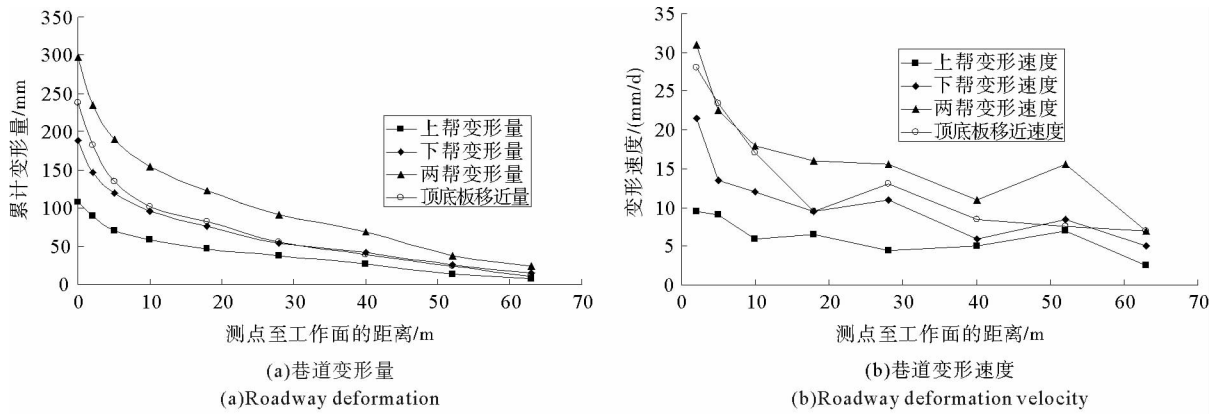 350
300
250
200
150
100
50
0
累计变形量/mm
上帮变形量
下帮变形量
两帮变形量
顶底板移近量
0 10 20 30 40 50 60 70
测点至工作面的距离/m
(a)巷道变形量
(a)Roadway deformation
35
30
25
20
15
10
5
0
变形速度/(mm/d)
上帮变形速度
下帮变形速度
两帮变形速度
顶底板移近速度
0 10 20 30 40 50 60 70
测点至工作面的距离/m
(b)巷道变形速度
(b)Roadway deformation velocity